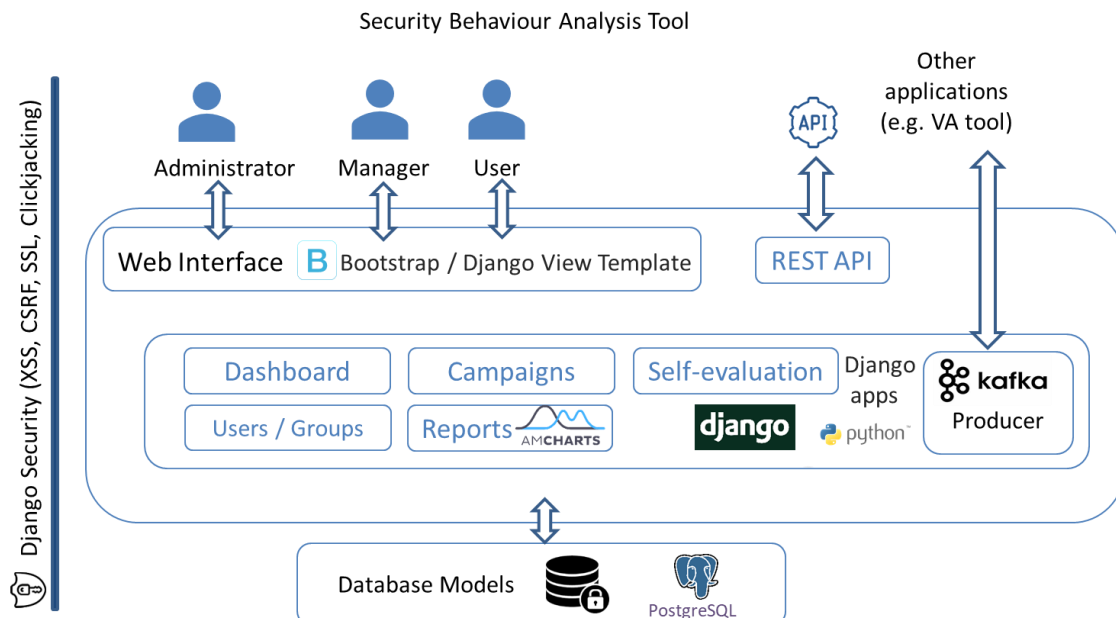 Security Behaviour Analysis Tool
Other
applications
(e.g. VA tool)
API
Administrator
Manager
User
Web Interface
B
Bootstrap / Django View Template
REST API
Dashboard
Campaigns
Self-evaluation
Django
apps
kafka
Producer
Users / Groups
Reports
AMCHARTS
django
python™
Database Models
PostgreSQL
Django Security (XSS, CSRF, SSL, Clickjacking)